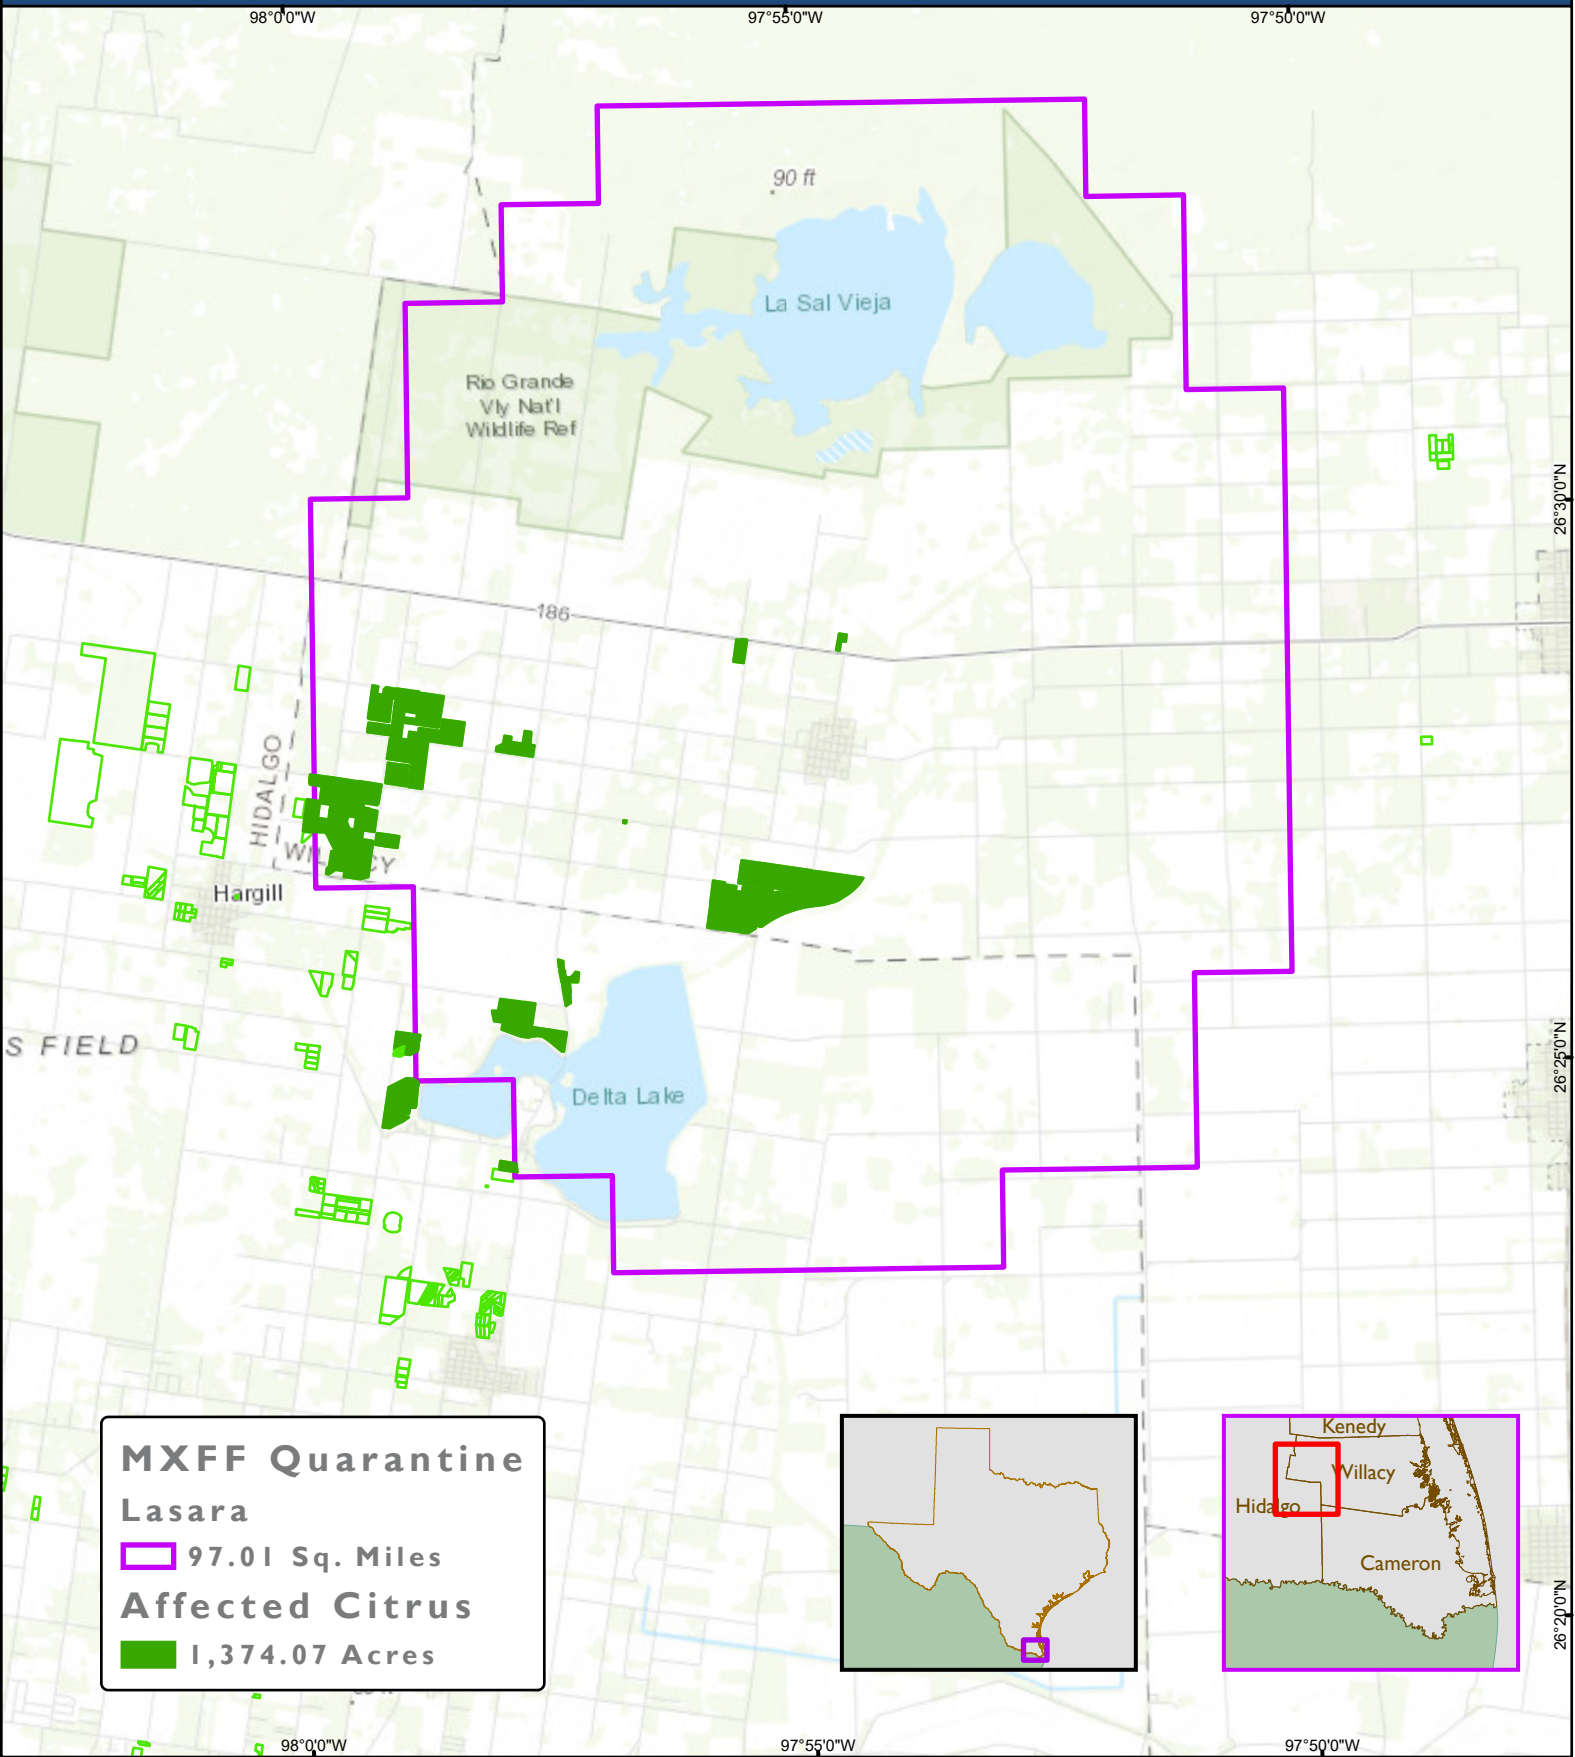 98°0'0"W
97°55'0"W
97°50'0"W
90 ft
La Sal Vieja
Rio Grande
Vly Nat'l
Wildlife Ref
26°30'0"N
186
HIDALGO
WILLACY
Hargill
S FIELD
26°25'0"N
Delta Lake
MXFF Quarantine
Lasara
97.01 Sq. Miles
Affected Citrus
1,374.07 Acres
Kenedy
Willacy
Hidalgo
Cameron
26°20'0"N
98°0'0"W
97°55'0"W
97°50'0"W